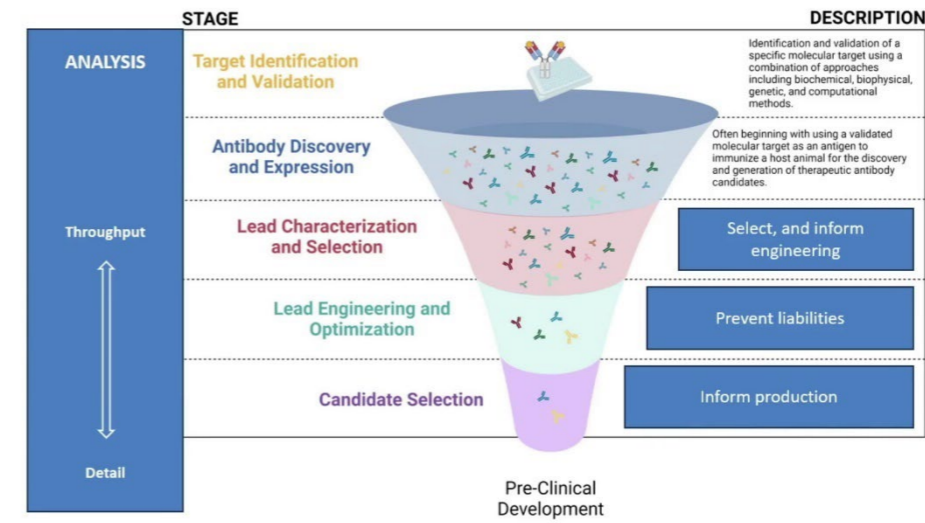 STAGE
DESCRIPTION
ANALYSIS
Target Identification
and Validation
Identification and validation of a
specific molecular target using a
combination of approaches
including biochemical, biophysical,
genetic, and computational
methods.
Antibody Discovery
and Expression
Often beginning with using a validated
molecular target as an antigen to
immunize a host animal for the discovery
and generation of therapeutic antibody
candidates.
Throughput
Lead Characterization
and Selection
Select, and inform
engineering
Lead Engineering and
Optimization
Prevent liabilities
Candidate Selection
Inform production
Detail
Pre-Clinical
Development